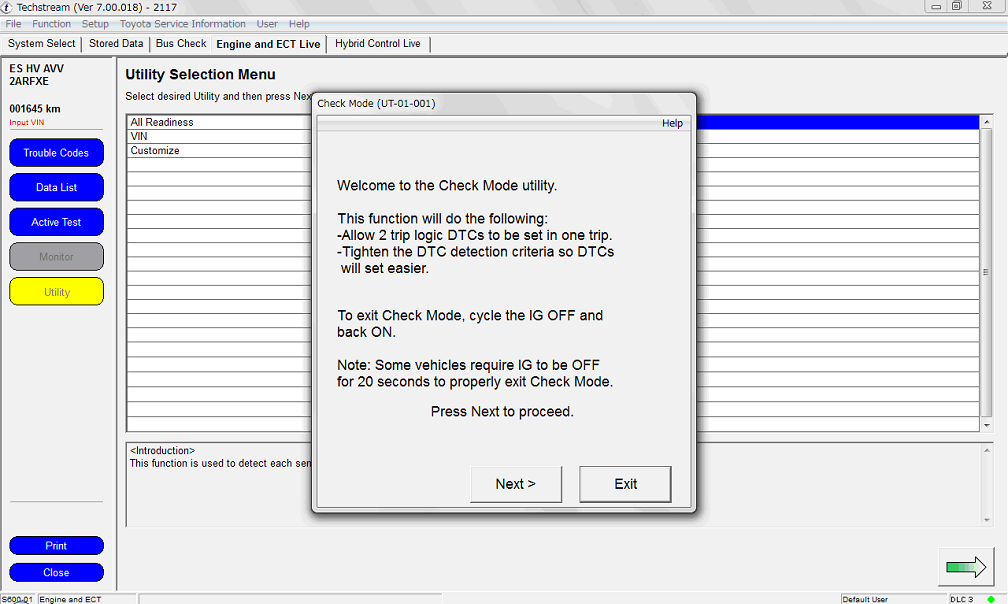 Techstream (Ver 7.00.018) - 2117
File Function Setup Toyota Service Information User Help
System Select Stored Data Bus Check Engine and ECT Live Hybrid Control Live
ES HV AVV
2ARFXE
001645 km
Input VIN
Trouble Codes
Data List
Active Test
Monitor
Utility
Print
Close
Utility Selection Menu
Select desired Utility and then press Nex
All Readiness
VIN
Customize
<Introduction>
This function is used to detect each sen
Check Mode (UT-01-001)
Help
Welcome to the Check Mode utility.
This function will do the following:
-Allow 2 trip logic DTCs to be set in one trip.
-Tighten the DTC detection criteria so DTCs
will set easier.
To exit Check Mode, cycle the IG OFF and
back ON.
Note: Some vehicles require IG to be OFF
for 20 seconds to properly exit Check Mode.
Press Next to proceed.
Next > Exit
S600-01 Engine and ECT Default User DLC 3